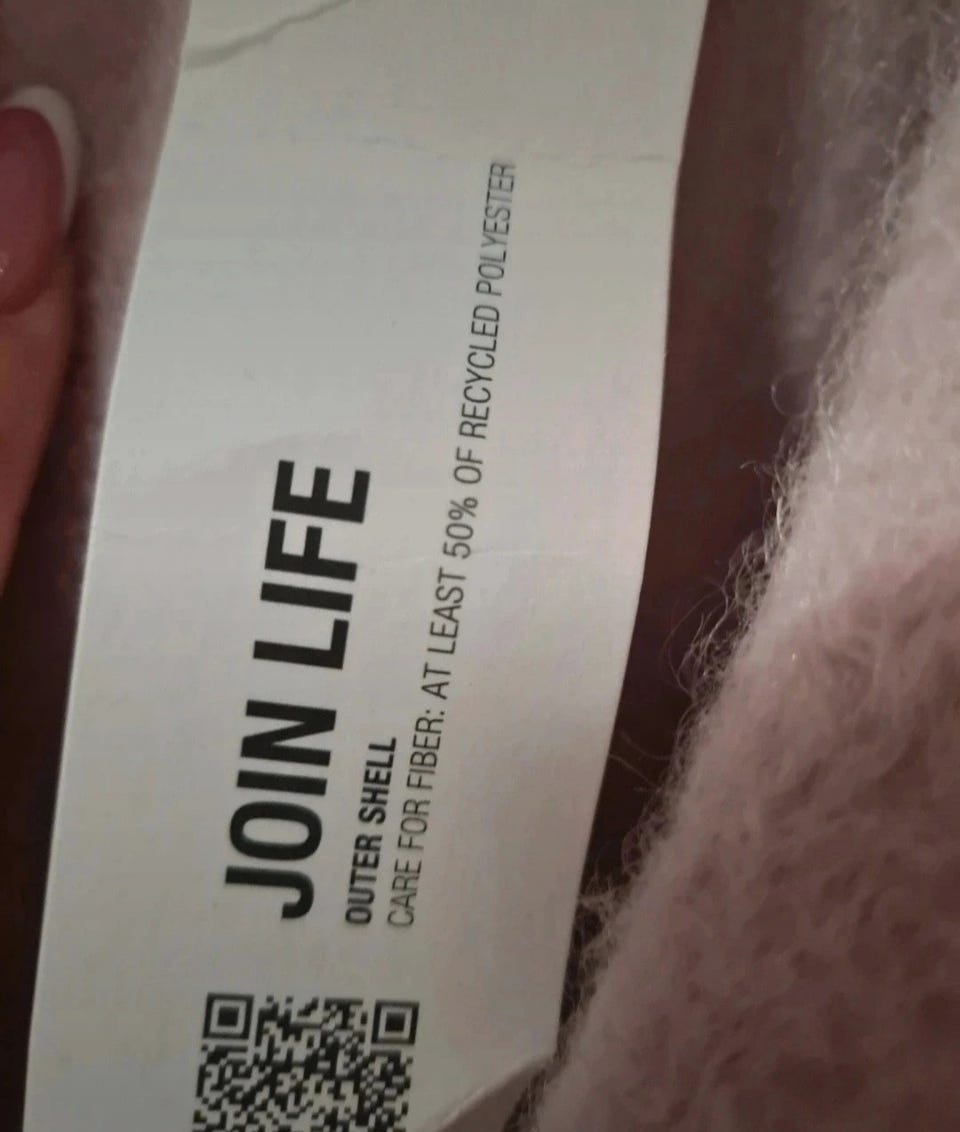 JOIN LIFE
OUTER SHELL
CARE FOR FIBER: AT LEAST 50% OF RECYCLED POLYESTER